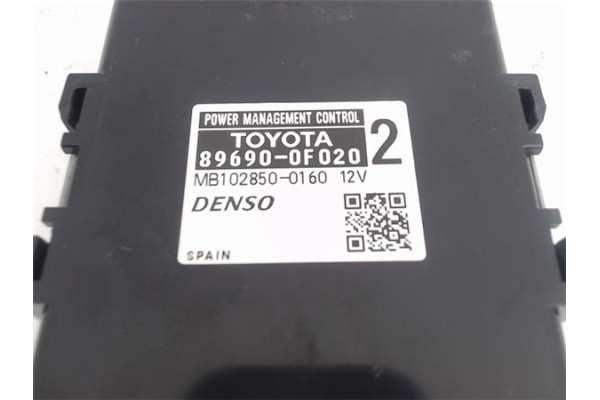 POWER MANAGEMENT CONTROL
TOYOTA
89690-0F020 2
MB102850-0160 12V
DENSO
SPAIN